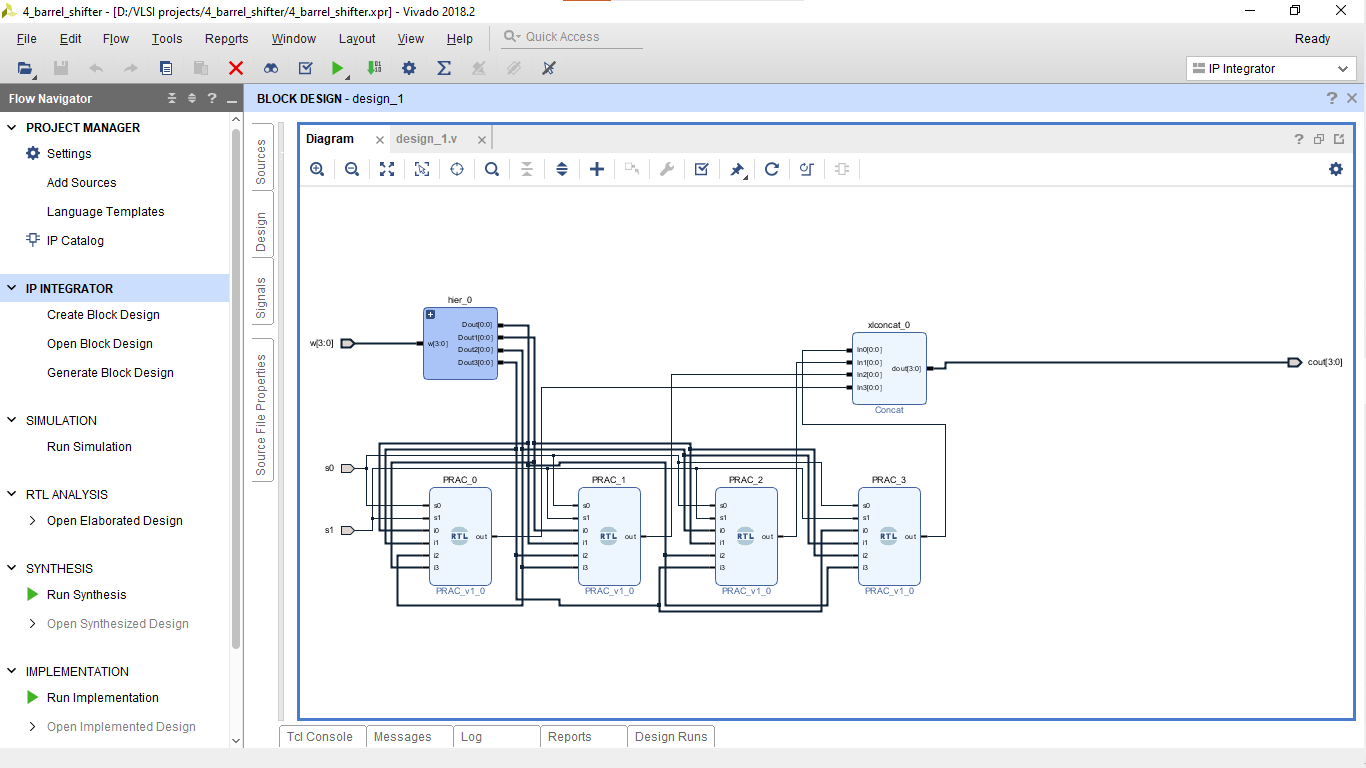 4_barrel_shifter - [D:/VLSI projects/4_barrel_shifter/4_barrel_shifter.xpr] - Vivado 2018.2
File Edit Flow Tools Reports Window Layout View Help Quick Access Ready
IP Integrator
Flow Navigator
PROJECT MANAGER
Settings
Add Sources
Language Templates
IP Catalog
IP INTEGRATOR
Create Block Design
Open Block Design
Generate Block Design
SIMULATION
Run Simulation
RTL ANALYSIS
Open Elaborated Design
SYNTHESIS
Run Synthesis
Open Synthesized Design
IMPLEMENTATION
Run Implementation
Open Implemented Design
BLOCK DESIGN - design_1
Sources
Design
Signals
Source File Properties
Diagram design_1.v
hier_0
w[3:0]
w[3:0]
Dout[0:0]
Dout1[0:0]
Dout2[0:0]
Dout3[0:0]
xlconcat_0
In0[0:0]
In1[0:0]
In2[0:0]
In3[0:0]
dout[3:0]
Concat
cout[3:0]
s0
s1
PRAC_0
s0
s1
i0
i1
i2
i3
RTL
out
PRAC_v1_0
PRAC_1
s0
s1
i0
i1
i2
i3
RTL
out
PRAC_v1_0
PRAC_2
s0
s1
i0
i1
i2
i3
RTL
out
PRAC_v1_0
PRAC_3
s0
s1
i0
i1
i2
i3
RTL
out
PRAC_v1_0
Tcl Console Messages Log Reports Design Runs